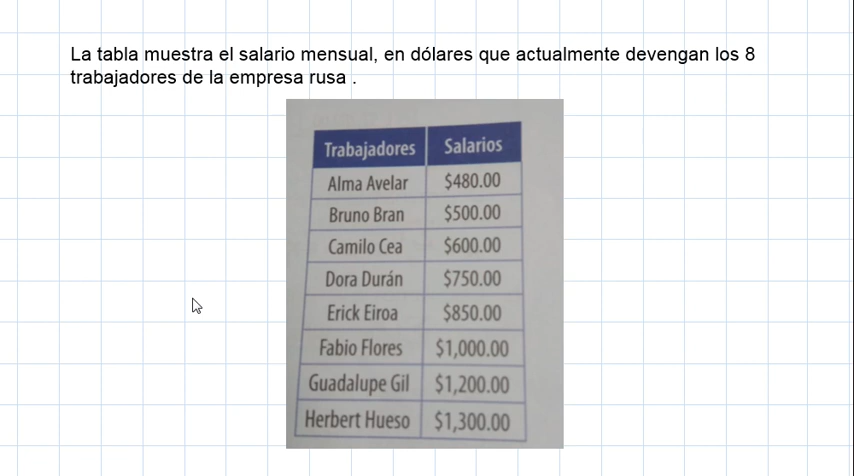 La tabla muestra el salario mensual, en dólares que actualmente devengan los 8
trabajadores de la empresa rusa .
Trabajadores Salarios
Alma Avelar $480.00
Bruno Bran $500.00
Camilo Cea $600.00
Dora Durán $750.00
Erick Eiroa $850.00
Fabio Flores $1,000.00
Guadalupe Gil $1,200.00
Herbert Hueso $1,300.00